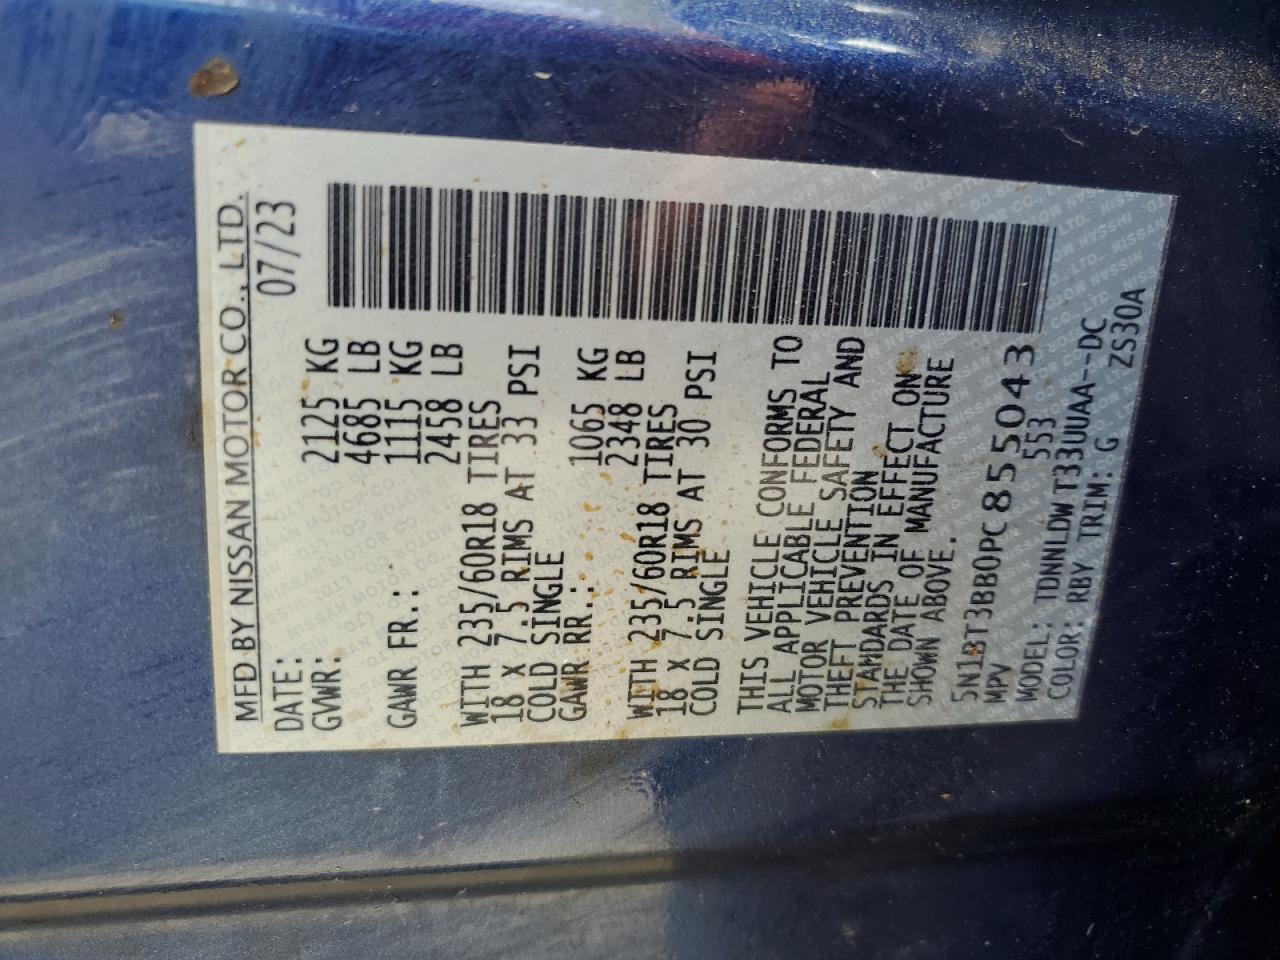 MFD BY NISSAN MOTOR CO., LTD.
DATE: 07/23
GVWR: 2125 KG
4685 LB
GAWR FR.: 1115 KG
2458 LB
WITH 235/60R18 TIRES
18 X 7.5 RIMS AT 33 PSI
COLD SINGLE
GAWR RR.: 1065 KG
2348 LB
WITH 235/60R18 TIRES
18 X 7.5 RIMS AT 30 PSI
COLD SINGLE
THIS VEHICLE CONFORMS TO
ALL APPLICABLE FEDERAL
MOTOR VEHICLE SAFETY AND
THEFT PREVENTION
STANDARDS IN EFFECT ON
THE DATE OF MANUFACTURE
SHOWN ABOVE.
5N1BT3BB0PC855043
MPV 553
MODEL: TDNNLDWT33UUAA--DC
COLOR: RBY TRIM: G ZS30A